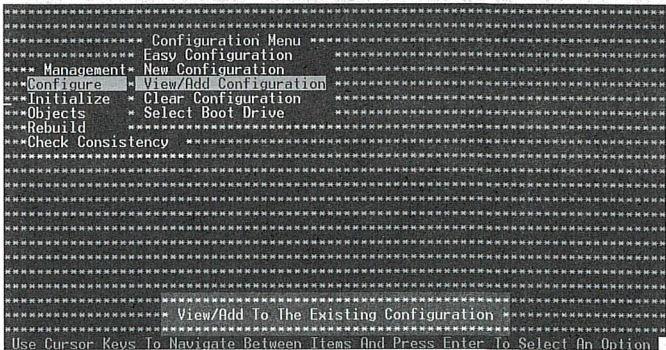 Configuration Menu
Easy Configuration
Management
New Configuration
Configure
View/Add Configuration
Initialize
Clear Configuration
Objects
Select Boot Drive
Rebuild
Check Consistency
View/Add To The Existing Configuration
Use Cursor Keys To Navigate Between Items And Press Enter To Select An Option